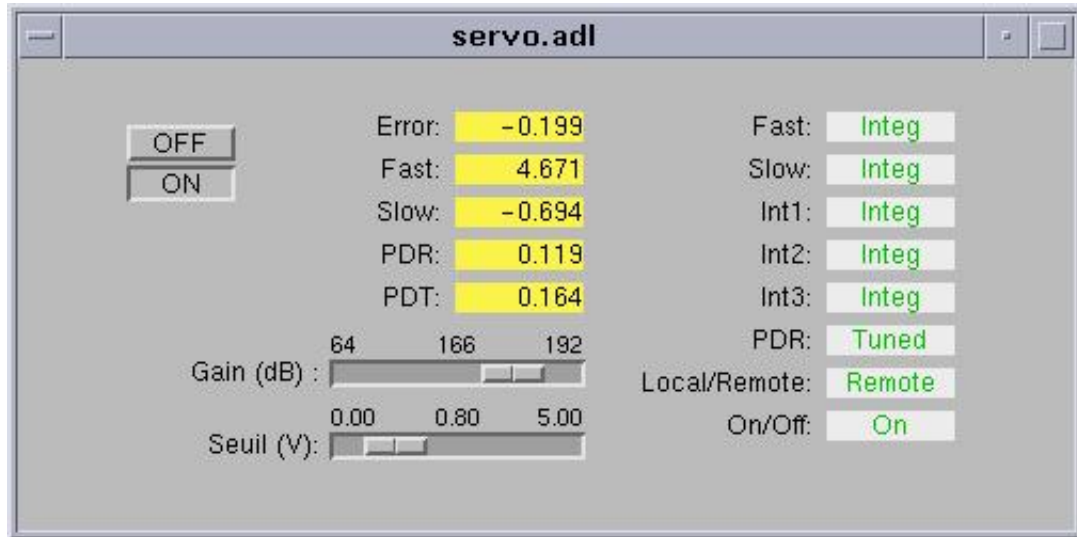 servo.adl
OFF
ON
Error: -0.199
Fast: 4.671
Slow: -0.694
PDR: 0.119
PDT: 0.164
64 166 192
Gain (dB) :
0.00 0.80 5.00
Seuil (V):
Fast: Integ
Slow: Integ
Int1: Integ
Int2: Integ
Int3: Integ
PDR: Tuned
Local/Remote: Remote
On/Off: On